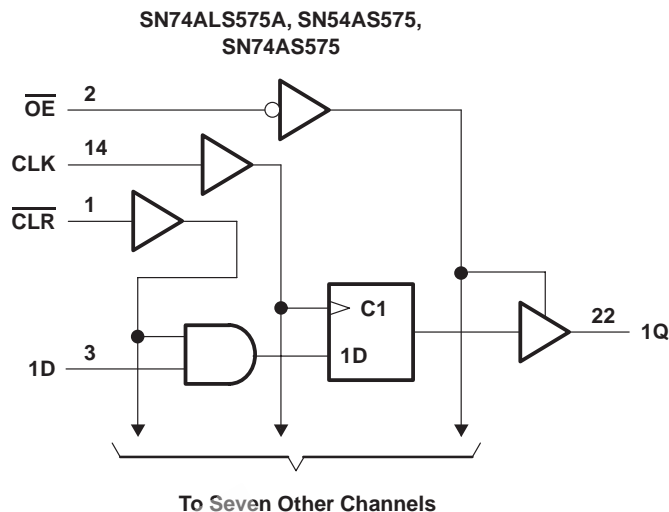 SN74ALS575A, SN54AS575,
SN74AS575
OE 2
CLK 14
CLR 1
C1
22 1Q
1D 3
1D
To Seven Other Channels